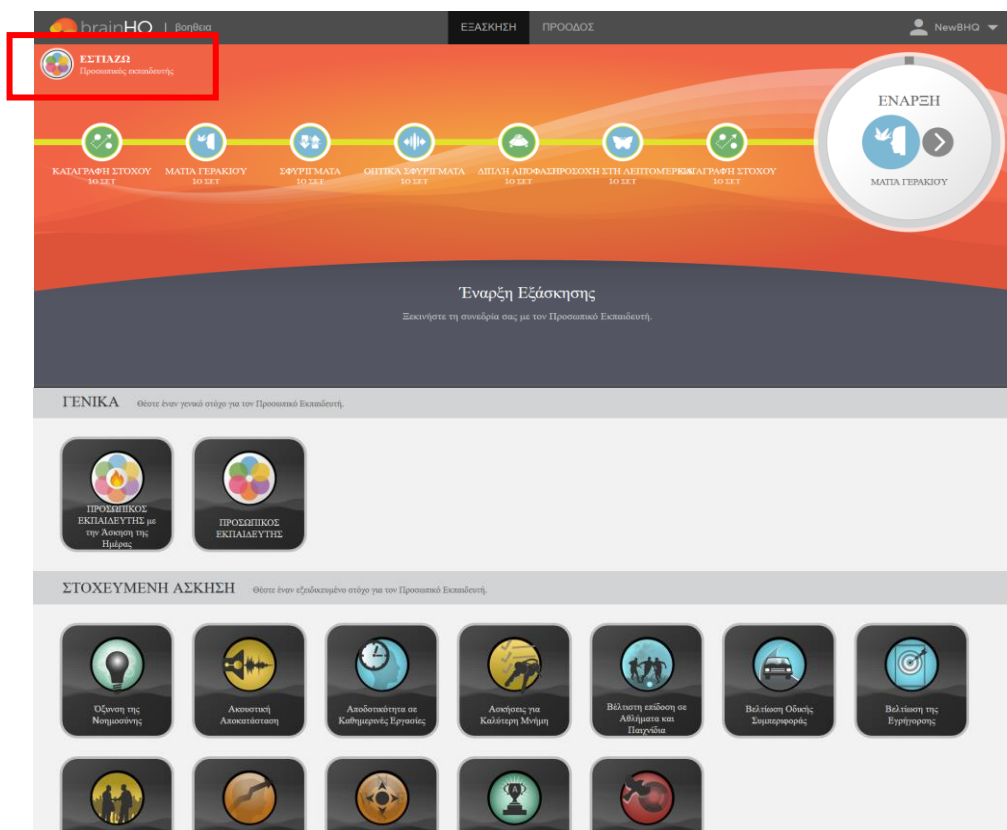 brainHQ | Βοηθεια
ΕΞΑΣΚΗΣΗ ΠΡΟΟΔΟΣ
NewBHQ
ΕΣΤΙΑΖΩ
Προσωπικός εκπαιδευτής
ΚΑΤΑΓΡΑΦΗ ΣΤΟΧΟΥ
10 ΣΕΤ
ΜΑΤΙΑ ΓΕΡΑΚΙΟΥ
10 ΣΕΤ
ΣΦΥΡΙΓΜΑΤΑ
10 ΣΕΤ
ΟΠΤΙΚΑ ΣΦΥΡΙΓΜΑΤΑ
10 ΣΕΤ
ΔΙΠΛΉ ΑΠΟΦΑΣΗ
10 ΣΕΤ
ΠΡΟΣΟΧΗ ΣΤΗ ΛΕΠΤΟΜΕΡΕΙΑ
10 ΣΕΤ
ΚΑΤΑΓΡΑΦΗ ΣΤΟΧΟΥ
10 ΣΕΤ
ΕΝΑΡΞΗ
ΜΑΤΙΑ ΓΕΡΑΚΙΟΎ
Έναρξη Εξάσκησης
Ξεκινήστε τη συνεδρία σας με τον Προσωπικό Εκπαιδευτή.
ΓΕΝΙΚΑ Θέστε έναν γενικό στόχο για τον Προσωπικό Εκπαιδευτή.
ΠΡΟΣΩΠΙΚΟΣ
ΕΚΠΑΙΔΕΥΤΗΣ με
την Άσκηση της
Ημέρας
ΠΡΟΣΩΠΙΚΟΣ
ΕΚΠΑΙΔΕΥΤΗΣ
ΣΤΟΧΕΥΜΕΝΗ ΑΣΚΗΣΗ Θέστε έναν εξειδικευμένο στόχο για τον Προσωπικό Εκπαιδευτή.
Όξυνση της
Νοημοσύνης
Ακουστική
Αποκατάσταση
Αποδοτικότητα σε
Καθημερινές Εργασίες
Ασκήσεις για
Καλύτερη Μνήμη
Βέλτιστη επίδοση σε
Αθλήματα και
Παιχνίδια
Βελτίωση Οδικής
Συμπεριφοράς
Βελτίωση της
Εγρήγορσης